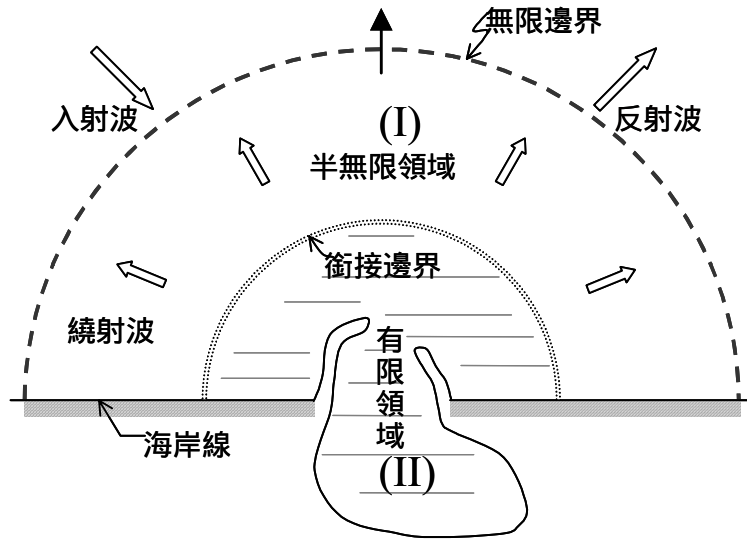 無限邊界
入射波
(I)
反射波
半無限領域
銜接邊界
繞射波
有
限
領
域
海岸線
(II)